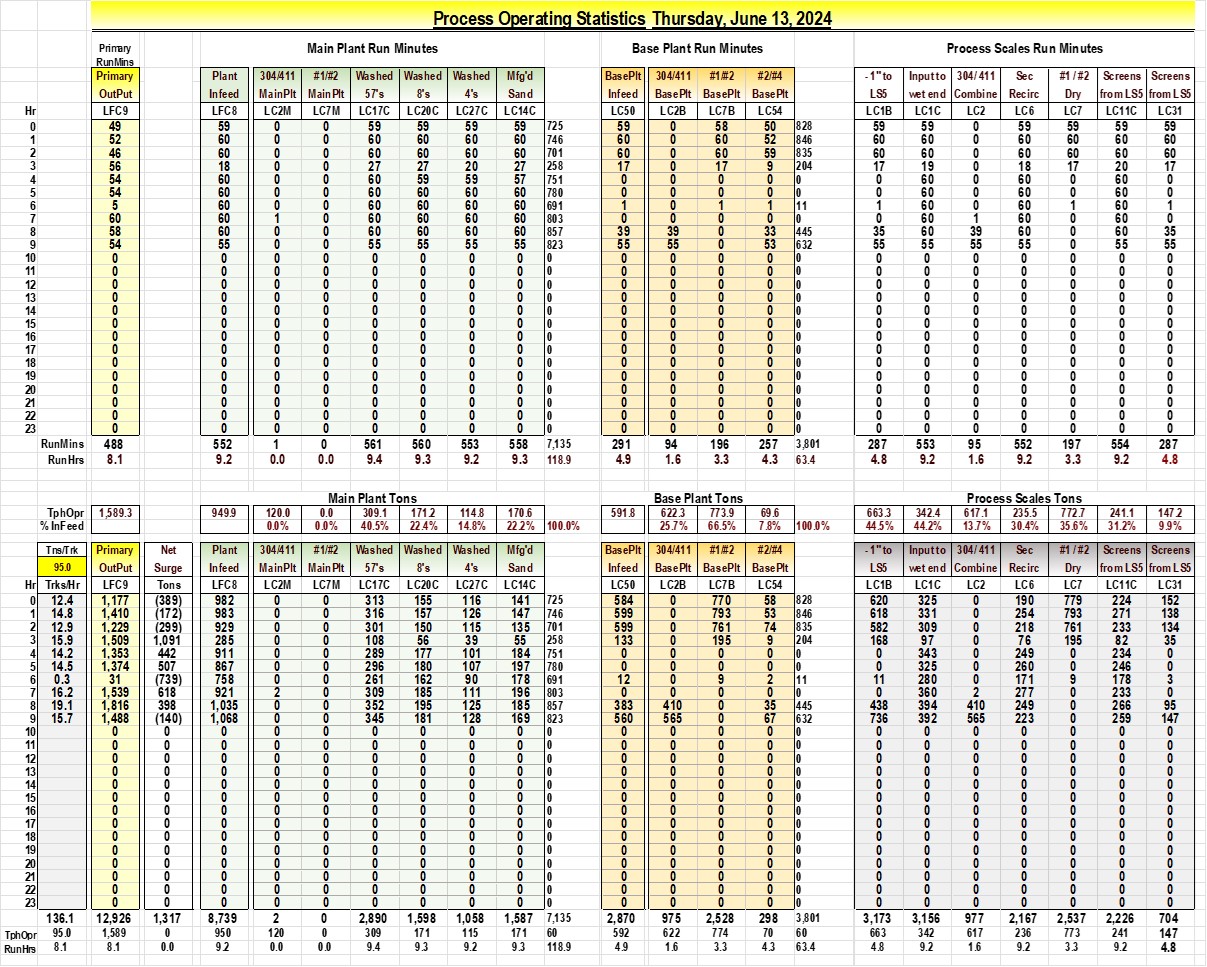 Process Operating Statistics Thursday, June 13, 2024
Primary Main Plant Run Minutes Base Plant Run Minutes Process Scales Run Minutes
RunMins
Primary Plant 304/411 #1/#2 Washed Washed Washed Mfg'd BasePlt 304/411 #1/#2 #2/#4 - 1" to Input to 304/ 411 Sec #1 / #2 Screens Screens
OutPut Infeed MainPlt MainPlt 57's 8's 4's Sand Infeed BasePlt BasePlt BasePlt LS5 wet end Combine Recirc Dry from LS5 from LS5
Hr LFC9 LFC8 LC2M LC7M LC17C LC20C LC27C LC14C LC50 LC2B LC7B LC54 LC1B LC1C LC2 LC6 LC7 LC11C LC31
0 49 59 0 0 60 59 59 59 725 59 0 58 50 828 59 59 0 59 59 59 59
1 52 60 0 0 60 60 60 60 746 60 0 60 52 846 60 60 0 60 60 60 60
2 46 60 0 0 60 60 60 60 701 60 0 60 59 835 60 60 0 60 60 60 60
3 56 18 0 0 27 27 20 27 258 17 0 17 9 204 17 19 0 18 17 20 17
4 54 60 0 0 60 59 59 57 751 0 0 0 0 0 0 60 0 60 0 60 0
5 54 60 0 0 60 60 60 60 780 0 0 0 0 0 0 60 0 60 0 60 0
6 5 60 0 0 60 60 60 60 691 1 0 1 1 11 1 60 0 60 1 60 1
7 60 60 1 0 60 60 60 60 803 0 0 0 0 0 0 60 1 60 0 60 0
8 58 60 0 0 60 60 60 60 857 39 39 0 33 445 35 60 39 60 0 60 35
9 54 55 0 0 55 55 55 55 823 55 55 0 53 632 55 55 55 55 0 55 55
10 0 0 0 0 0 0 0 0 0 0 0 0 0 0 0 0 0 0 0 0 0
11 0 0 0 0 0 0 0 0 0 0 0 0 0 0 0 0 0 0 0 0 0
12 0 0 0 0 0 0 0 0 0 0 0 0 0 0 0 0 0 0 0 0 0
13 0 0 0 0 0 0 0 0 0 0 0 0 0 0 0 0 0 0 0 0 0
14 0 0 0 0 0 0 0 0 0 0 0 0 0 0 0 0 0 0 0 0 0
15 0 0 0 0 0 0 0 0 0 0 0 0 0 0 0 0 0 0 0 0 0
16 0 0 0 0 0 0 0 0 0 0 0 0 0 0 0 0 0 0 0 0 0
17 0 0 0 0 0 0 0 0 0 0 0 0 0 0 0 0 0 0 0 0 0
18 0 0 0 0 0 0 0 0 0 0 0 0 0 0 0 0 0 0 0 0 0
19 0 0 0 0 0 0 0 0 0 0 0 0 0 0 0 0 0 0 0 0 0
20 0 0 0 0 0 0 0 0 0 0 0 0 0 0 0 0 0 0 0 0 0
21 0 0 0 0 0 0 0 0 0 0 0 0 0 0 0 0 0 0 0 0 0
22 0 0 0 0 0 0 0 0 0 0 0 0 0 0 0 0 0 0 0 0 0
23 0 0 0 0 0 0 0 0 0 0 0 0 0 0 0 0 0 0 0 0 0
RunMins 488 552 1 0 561 560 553 558 7,135 291 94 196 257 3,801 287 553 95 552 197 554 287
RunHrs 8.1 9.2 0.0 0.0 9.4 9.3 9.2 9.3 118.9 4.9 1.6 3.3 4.3 63.4 4.8 9.2 1.6 9.2 3.3 9.2 4.8
Main Plant Tons Base Plant Tons Process Scales Tons
TphOpr 1,589.3 949.9 120.0 0.0 309.1 171.2 114.8 170.6 591.8 622.3 773.9 69.6 663.3 342.4 617.1 235.5 772.7 241.1 147.2
% InFeed 0.0% 0.0% 40.5% 22.4% 14.8% 22.2% 100.0% 25.7% 66.5% 7.8% 100.0% 44.5% 44.2% 13.7% 30.4% 35.6% 31.2% 9.9%
Tns/Trk Primary Net Plant 304/411 #1/#2 Washed Washed Washed Mfg'd BasePlt 304/411 #1/#2 #2/#4 - 1" to Input to 304/ 411 Sec #1 / #2 Screens Screens
95.0 OutPut Surge Infeed MainPlt MainPlt 57's 8's 4's Sand Infeed BasePlt BasePlt BasePlt LS5 wet end Combine Recirc Dry from LS5 from LS5
Hr Trks/Hr LFC9 Tons LFC8 LC2M LC7M LC17C LC20C LC27C LC14C LC50 LC2B LC7B LC54 LC1B LC1C LC2 LC6 LC7 LC11C LC31
0 12.4 1,177 (389) 982 0 0 313 155 116 141 725 584 0 770 58 828 620 325 0 190 779 224 152
1 14.8 1,410 (172) 983 0 0 316 157 126 147 746 599 0 793 53 846 618 331 0 254 793 271 138
2 12.9 1,229 (299) 929 0 0 301 150 115 135 701 599 0 761 74 835 582 309 0 218 761 233 134
3 15.9 1,509 1,091 285 0 0 108 56 39 55 258 133 0 195 9 204 168 97 0 76 195 82 35
4 14.2 1,353 442 911 0 0 289 177 101 184 751 0 0 0 0 0 0 343 0 249 0 234 0
5 14.5 1,374 507 867 0 0 296 180 107 197 780 0 0 0 0 0 0 325 0 260 0 246 0
6 0.3 31 (739) 758 0 0 261 162 90 178 691 12 0 9 2 11 11 280 0 171 9 178 3
7 16.2 1,539 618 921 2 0 309 185 111 196 803 0 0 0 0 0 0 360 2 277 0 233 0
8 19.1 1,816 398 1,035 0 0 352 195 125 185 857 383 410 0 35 445 438 394 410 249 0 266 95
9 15.7 1,488 (140) 1,068 0 0 345 181 128 169 823 560 565 0 67 632 736 392 565 223 0 259 147
10 0 0 0 0 0 0 0 0 0 0 0 0 0 0 0 0 0 0 0 0 0 0
11 0 0 0 0 0 0 0 0 0 0 0 0 0 0 0 0 0 0 0 0 0 0
12 0 0 0 0 0 0 0 0 0 0 0 0 0 0 0 0 0 0 0 0 0 0
13 0 0 0 0 0 0 0 0 0 0 0 0 0 0 0 0 0 0 0 0 0 0
14 0 0 0 0 0 0 0 0 0 0 0 0 0 0 0 0 0 0 0 0 0 0
15 0 0 0 0 0 0 0 0 0 0 0 0 0 0 0 0 0 0 0 0 0 0
16 0 0 0 0 0 0 0 0 0 0 0 0 0 0 0 0 0 0 0 0 0 0
17 0 0 0 0 0 0 0 0 0 0 0 0 0 0 0 0 0 0 0 0 0 0
18 0 0 0 0 0 0 0 0 0 0 0 0 0 0 0 0 0 0 0 0 0 0
19 0 0 0 0 0 0 0 0 0 0 0 0 0 0 0 0 0 0 0 0 0 0
20 0 0 0 0 0 0 0 0 0 0 0 0 0 0 0 0 0 0 0 0 0 0
21 0 0 0 0 0 0 0 0 0 0 0 0 0 0 0 0 0 0 0 0 0 0
22 0 0 0 0 0 0 0 0 0 0 0 0 0 0 0 0 0 0 0 0 0 0
23 0 0 0 0 0 0 0 0 0 0 0 0 0 0 0 0 0 0 0 0 0 0
136.1 12,926 1,317 8,739 2 0 2,890 1,598 1,058 1,587 7,135 2,870 975 2,528 298 3,801 3,173 3,156 977 2,167 2,537 2,226 704
TphOpr 95.0 1,589 0 950 120 0 309 171 115 171 60 592 622 774 70 60 663 342 617 236 773 241 147
RunHrs 8.1 8.1 0.0 9.2 0.0 0.0 9.4 9.3 9.2 9.3 118.9 4.9 1.6 3.3 4.3 63.4 4.8 9.2 1.6 9.2 3.3 9.2 4.8